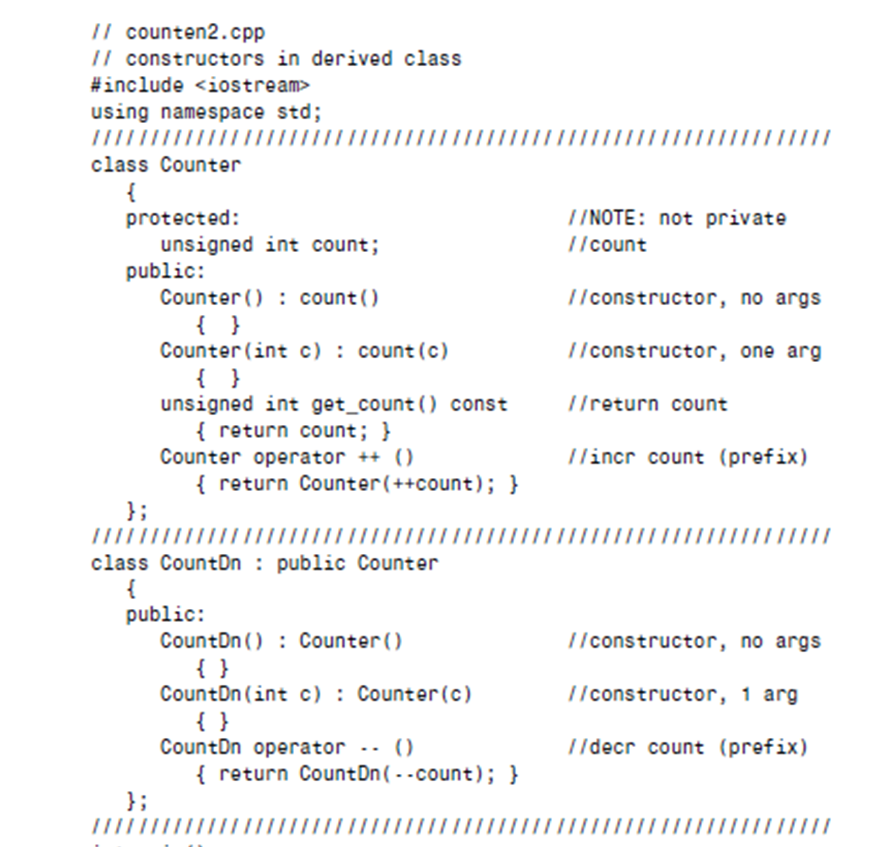 // counten2.cpp
// constructors in derived class
#include <iostream>
using namespace std;
////////////////////////////////////////////////////////////////
class Counter
   {
   protected:                            //NOTE: not private
      unsigned int count;                //count
   public:
      Counter() : count()                //constructor, no args
         {  }
      Counter(int c) : count(c)          //constructor, one arg
         {  }
      unsigned int get_count() const     //return count
         { return count; }
      Counter operator ++ ()             //incr count (prefix)
         { return Counter(++count); }
   };
////////////////////////////////////////////////////////////////
class CountDn : public Counter
   {
   public:
      CountDn() : Counter()              //constructor, no args
         { }
      CountDn(int c) : Counter(c)        //constructor, 1 arg
         { }
      CountDn operator -- ()             //decr count (prefix)
         { return CountDn(--count); }
   };
////////////////////////////////////////////////////////////////